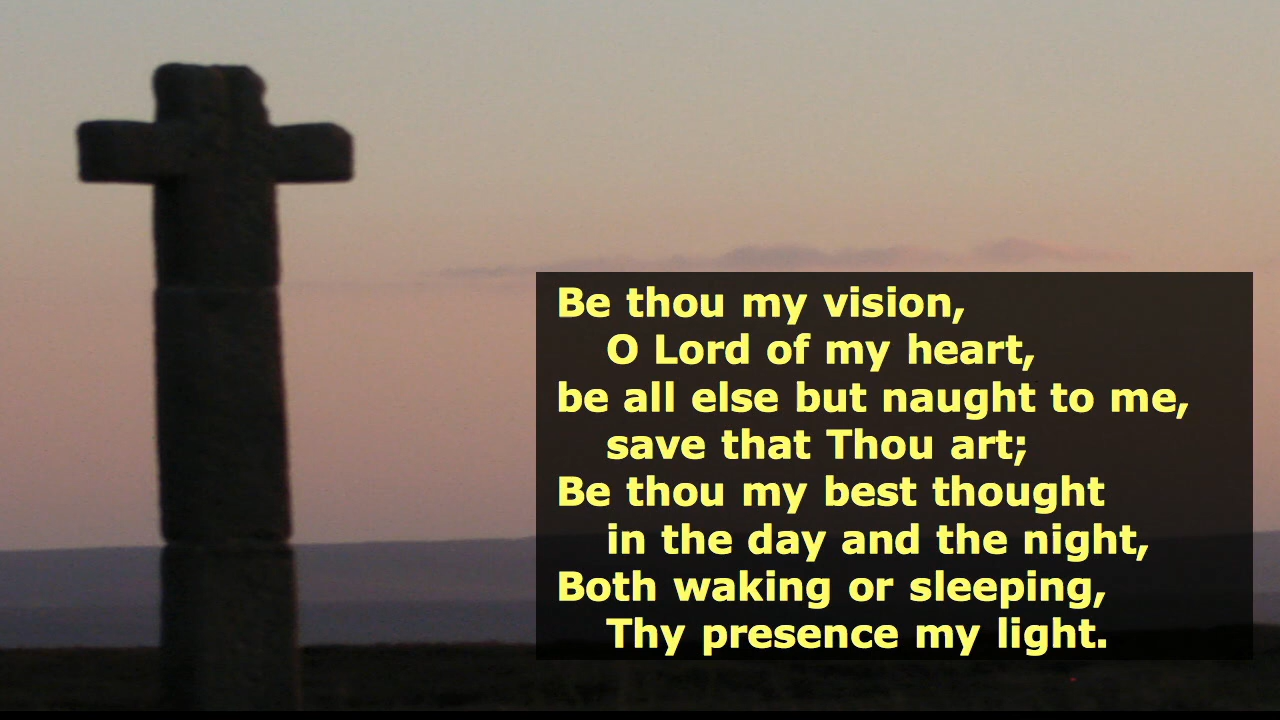 Be thou my vision,
O Lord of my heart,
be all else but naught to me,
save that Thou art;
Be thou my best thought
in the day and the night,
Both waking or sleeping,
Thy presence my light.